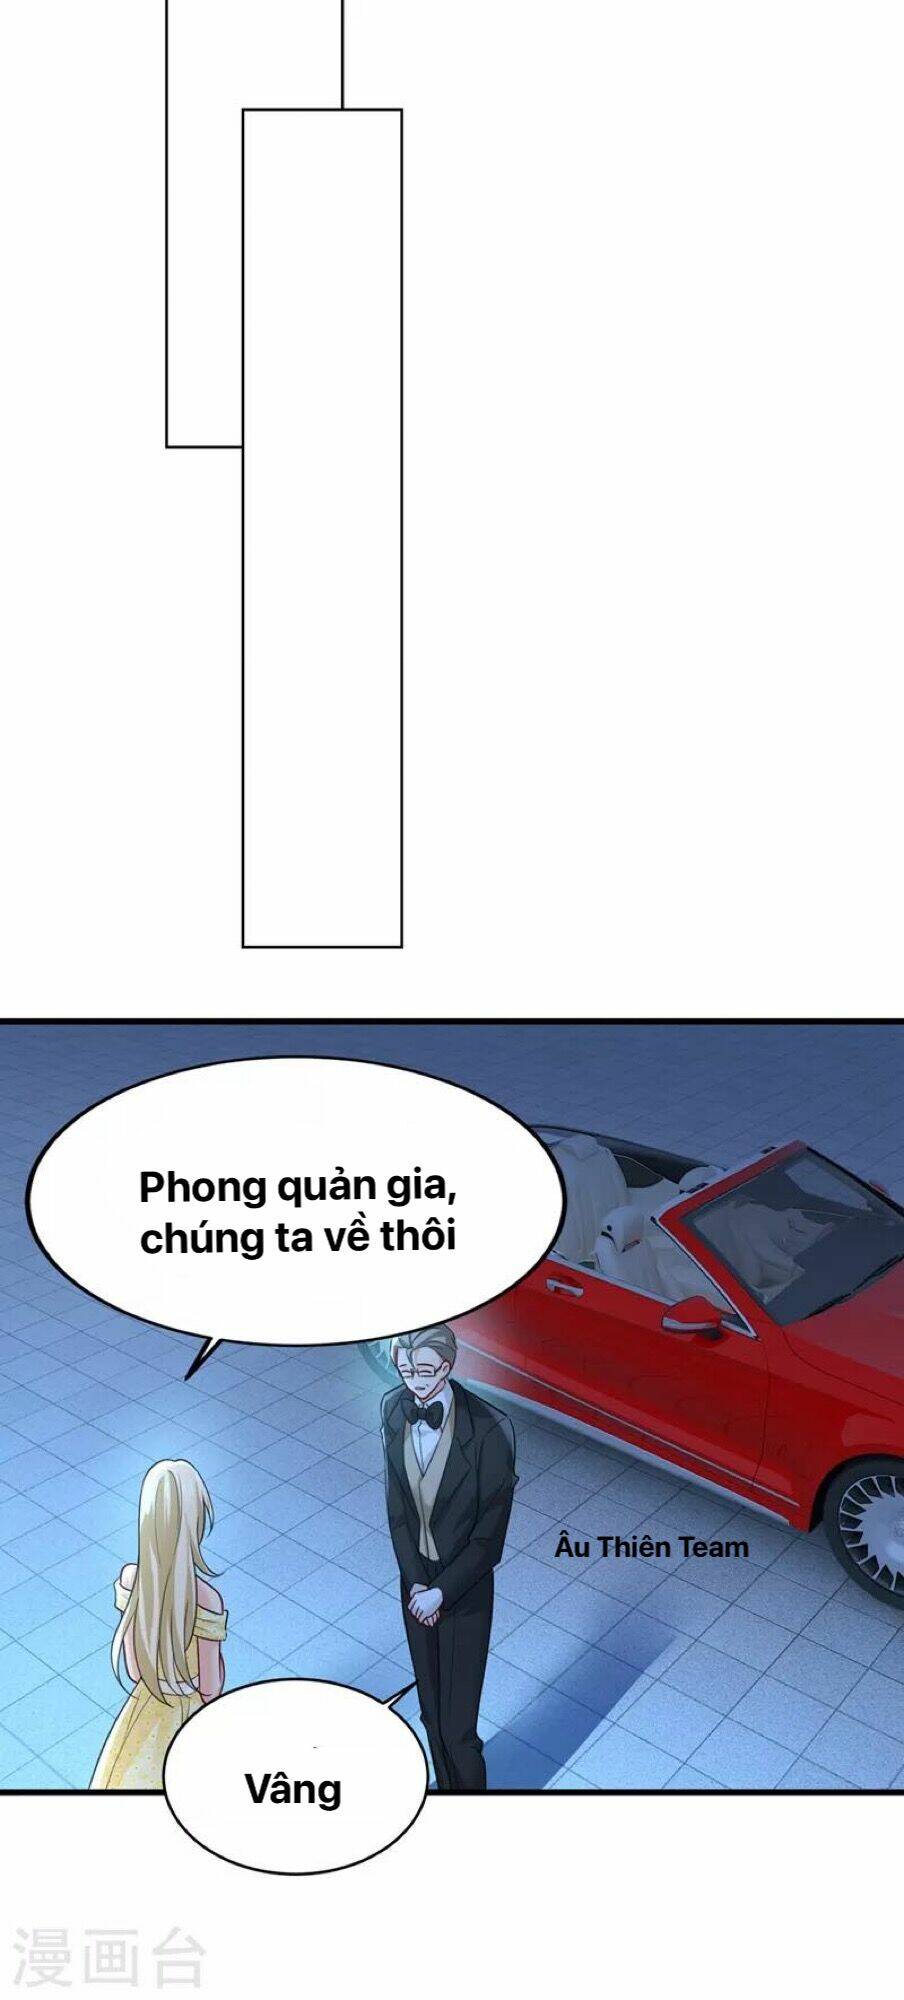 Phong quản gia,
chúng ta về thôi
Âu Thiên Team
Vâng
漫画台